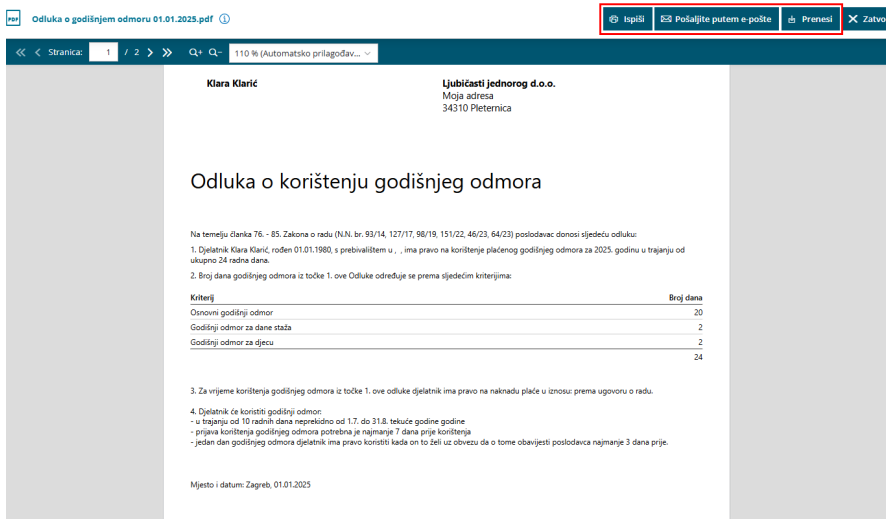 PDF Odluka o godišnjem odmoru 01.01.2025.pdf
Ispiši Pošaljite putem e-pošte Prenesi Zatvo
Stranica: 1 / 2 110 % (Automatsko prilagođav...
Klara Klarić
Ljubičasti jednorog d.o.o.
Moja adresa
34310 Pleternica
Odluka o korištenju godišnjeg odmora
Na temelju članka 76. - 85. Zakona o radu (N.N. br. 93/14, 127/17, 98/19, 151/22, 46/23, 64/23) poslodavac donosi sljedeću odluku:
1. Djelatnik Klara Klarić, rođen 01.01.1980, s prebivalištem u , , ima pravo na korištenje plaćenog godišnjeg odmora za 2025. godinu u trajanju od
ukupno 24 radna dana.
2. Broj dana godišnjeg odmora iz točke 1. ove Odluke određuje se prema sljedećim kriterijima:
Kriterij Broj dana
Osnovni godišnji odmor 20
Godišnji odmor za dane staža 2
Godišnji odmor za djecu 2
24
3. Za vrijeme korištenja godišnjeg odmora iz točke 1. ove odluke djelatnik ima pravo na naknadu plaće u iznosu: prema ugovoru o radu.
4. Djelatnik će koristiti godišnji odmor:
- u trajanju od 10 radnih dana neprekidno od 1.7. do 31.8. tekuće godine godine
- prijava korištenja godišnjeg odmora potrebna je najmanje 7 dana prije korištenja
- jedan dan godišnjeg odmora djelatnik ima pravo koristiti kada on to želi uz obvezu da o tome obavijesti poslodavca najmanje 3 dana prije.
Mjesto i datum: Zagreb, 01.01.2025